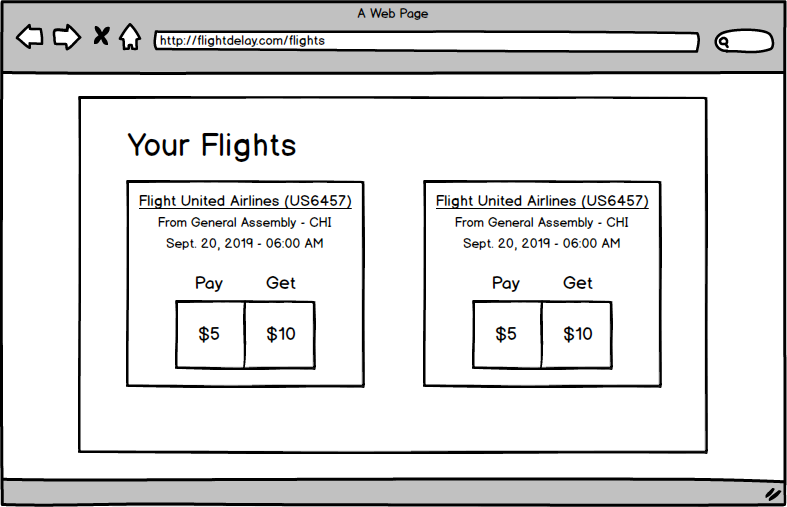 A Web Page
http://flightdelay.com/flights
Your Flights
Flight United Airlines (US6457)
From General Assembly - CHI
Sept. 20, 2019 - 06:00 AM
Pay Get
$5 $10
Flight United Airlines (US6457)
From General Assembly - CHI
Sept. 20, 2019 - 06:00 AM
Pay Get
$5 $10